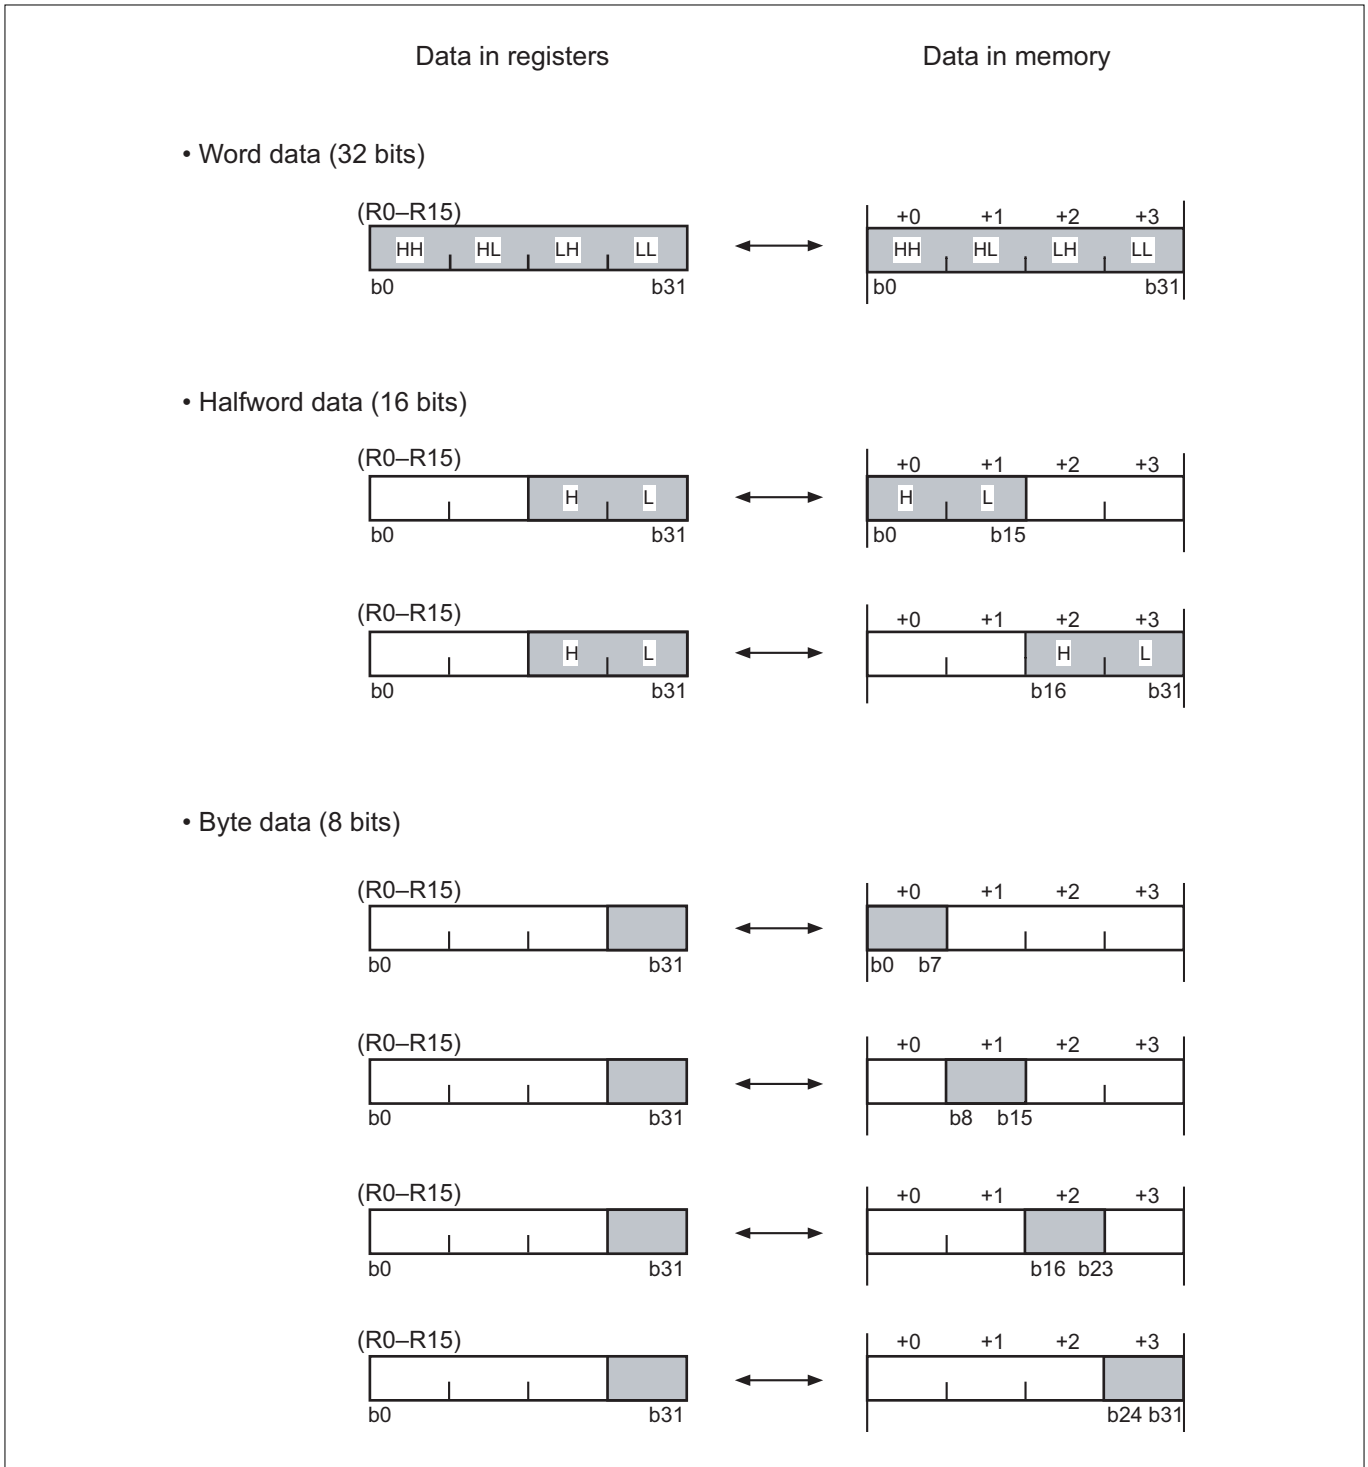 Data in registers Data in memory
• Word data (32 bits)
(R0–R15) +0 +1 +2 +3
HH HL LH LL HH HL LH LL
b0 b31 b0 b31
• Halfword data (16 bits)
(R0–R15) +0 +1 +2 +3
H L H L
b0 b31 b0 b15
(R0–R15) +0 +1 +2 +3
H L H L
b0 b31 b16 b31
• Byte data (8 bits)
(R0–R15) +0 +1 +2 +3
b0 b31 b0 b7
(R0–R15) +0 +1 +2 +3
b0 b31 b8 b15
(R0–R15) +0 +1 +2 +3
b0 b31 b16 b23
(R0–R15) +0 +1 +2 +3
b0 b31 b24 b31